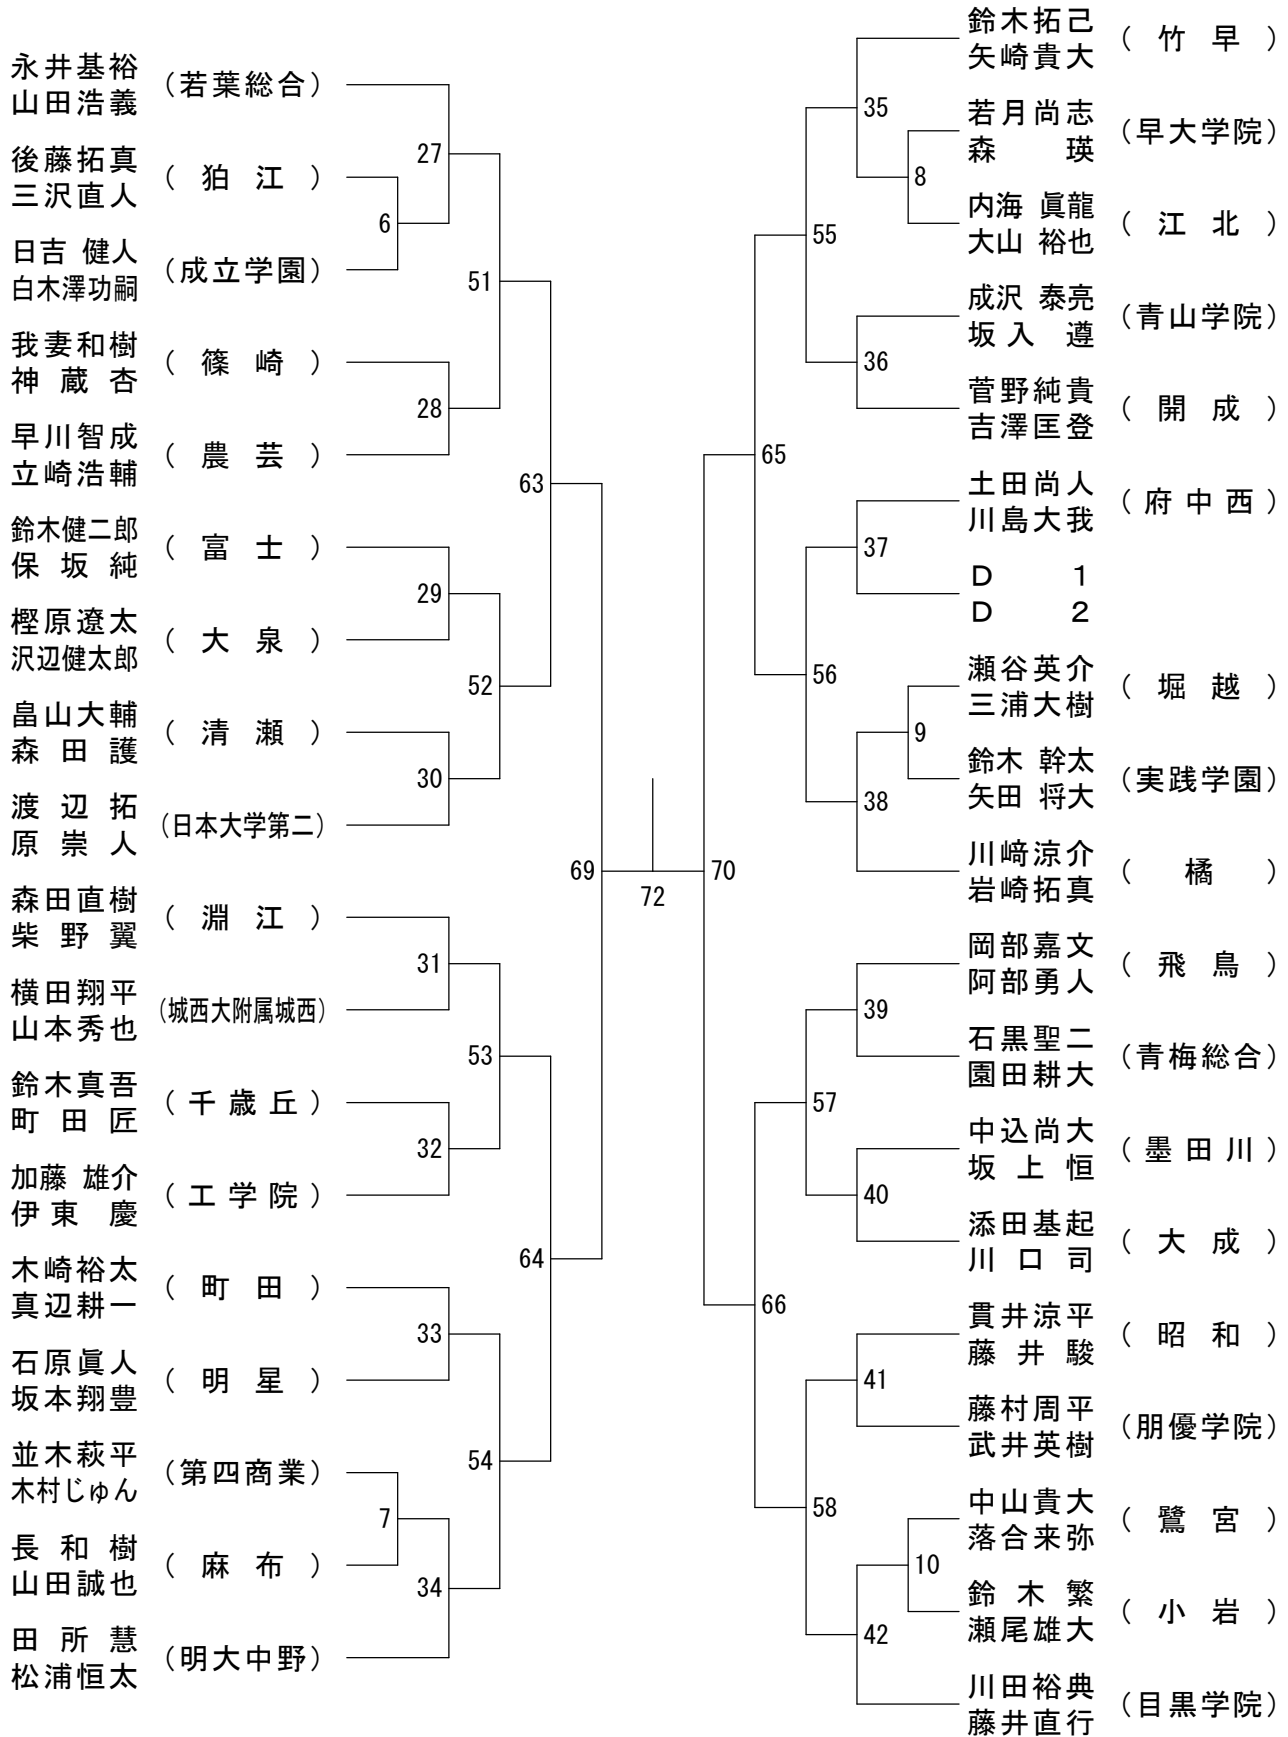 永井基裕
山田浩義
(若葉総合)
後藤拓真
三沢直人
( 狛 江 )
日吉 健人
白木澤功嗣
(成立学園)
我妻和樹
神 蔵 杏
( 篠 崎 )
早川智成
立崎浩輔
( 農 芸 )
鈴木健二郎
保 坂 純
( 富 士 )
樫原遼太
沢辺健太郎
( 大 泉 )
畠山大輔
森 田 護
( 清 瀬 )
渡 辺 拓
原 崇 人
(日本大学第二)
森田直樹
柴 野 翼
( 淵 江 )
横田翔平
山本秀也
(城西大附属城西)
鈴木真吾
町 田 匠
( 千 歳 丘 )
加藤 雄介
伊 東 慶
( 工 学 院 )
木崎裕太
真辺耕一
( 町 田 )
石原眞人
坂本翔豊
( 明 星 )
並木萩平
木村じゅん
(第四商業)
長 和 樹
山田誠也
( 麻 布 )
田 所 慧
松浦恒太
(明大中野)
27
6
51
28
63
29
52
30
69
31
53
32
64
33
54
7
34
72
70
35
8
55
36
65
37
56
9
38
39
57
40
66
41
58
10
42
鈴木拓己
矢崎貴大
( 竹 早 )
若月尚志
森 瑛
(早大学院)
内海 眞龍
大山 裕也
( 江 北 )
成沢 泰亮
坂 入 遵
(青山学院)
菅野純貴
吉澤匡登
( 開 成 )
土田尚人
川島大我
( 府 中 西 )
D 1
D 2
瀬谷英介
三浦大樹
( 堀 越 )
鈴木 幹太
矢田 将大
(実践学園)
川﨑涼介
岩崎拓真
( 橘 )
岡部嘉文
阿部勇人
( 飛 鳥 )
石黒聖二
園田耕大
(青梅総合)
中込尚大
坂 上 恒
( 墨 田 川 )
添田基起
川 口 司
( 大 成 )
貫井涼平
藤 井 駿
( 昭 和 )
藤村周平
武井英樹
(朋優学院)
中山貴大
落合来弥
( 鷺 宮 )
鈴 木 繁
瀬尾雄大
( 小 岩 )
川田裕典
藤井直行
(目黒学院)